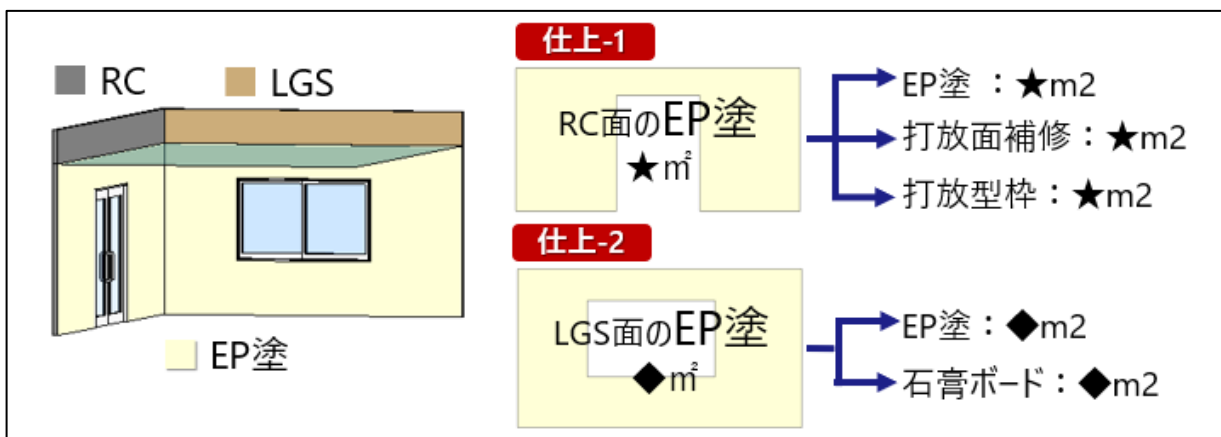 RC
LGS
EP塗
仕上-1
RC面のEP塗
★㎡
EP塗 ：★m2
打放面補修：★m2
打放型枠：★m2
仕上-2
LGS面のEP塗
◆㎡
EP塗：◆m2
石膏ボード：◆m2